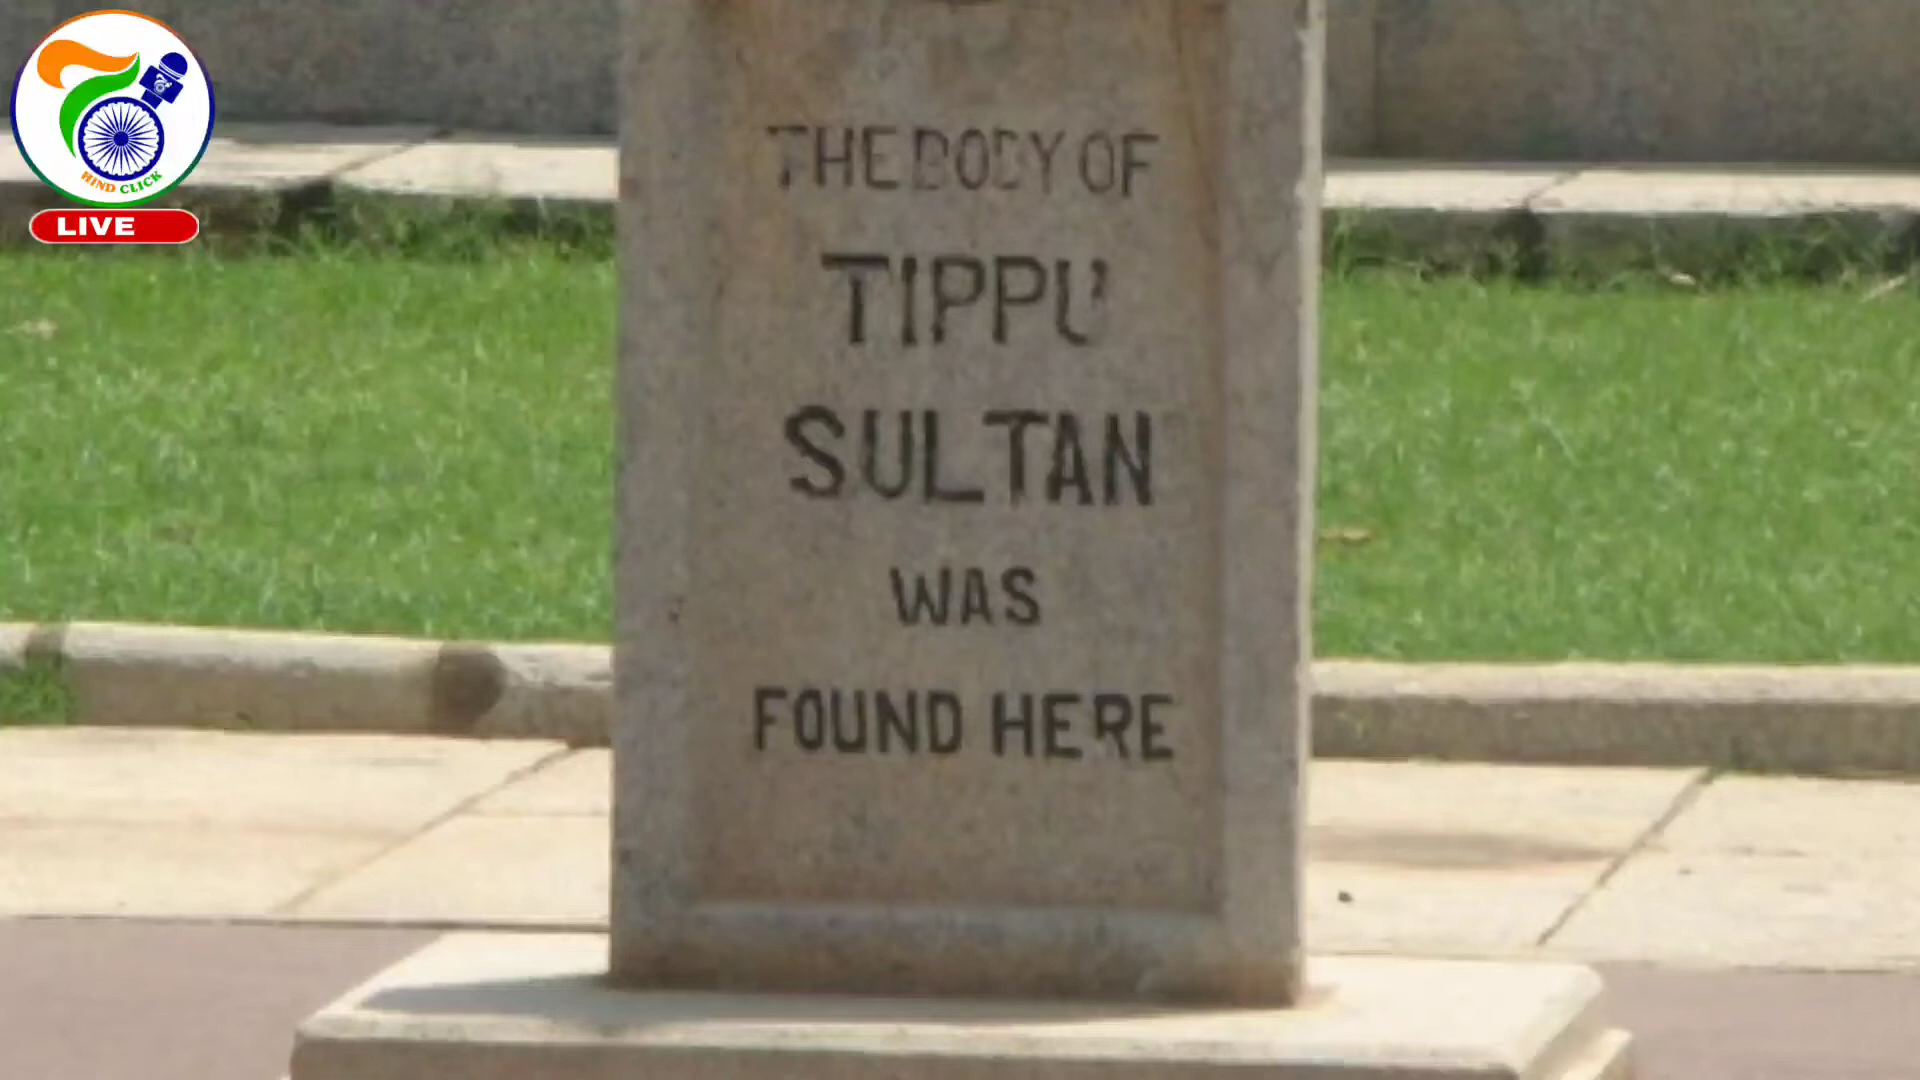 HIND CLICK
LIVE
THE BODY OF
TIPPU
SULTAN
WAS
FOUND HERE